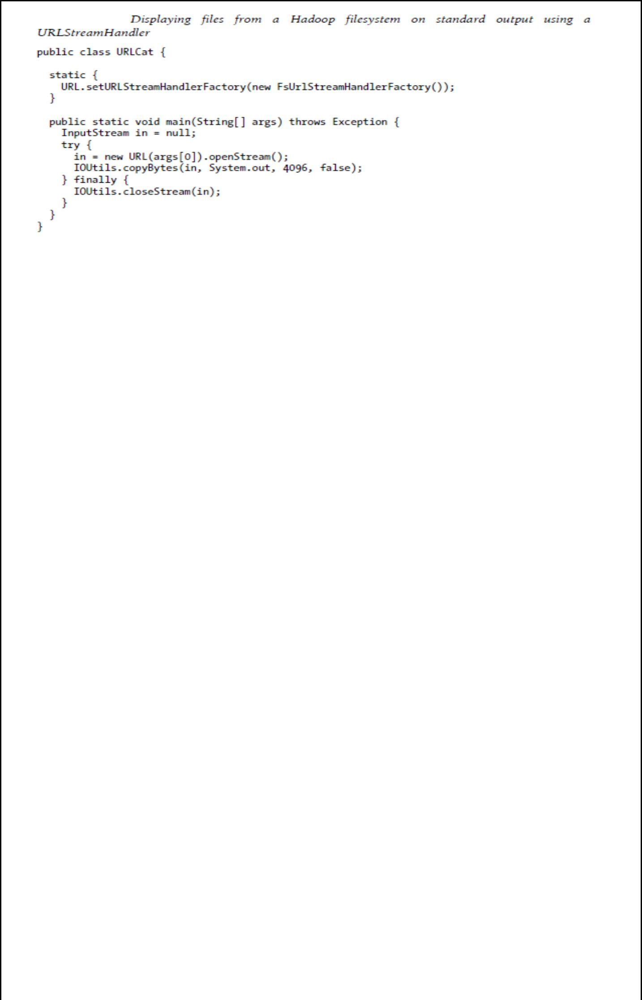 Displaying files from a Hadoop filesystem on standard output using a
URLStreamHandler
public class URLCat {
  static {
    URL.setURLStreamHandlerFactory(new FsUrlStreamHandlerFactory());
  }
  public static void main(String[] args) throws Exception {
    InputStream in = null;
    try {
      in = new URL(args[0]).openStream();
      IOUtils.copyBytes(in, System.out, 4096, false);
    } finally {
      IOUtils.closeStream(in);
    }
  }
}